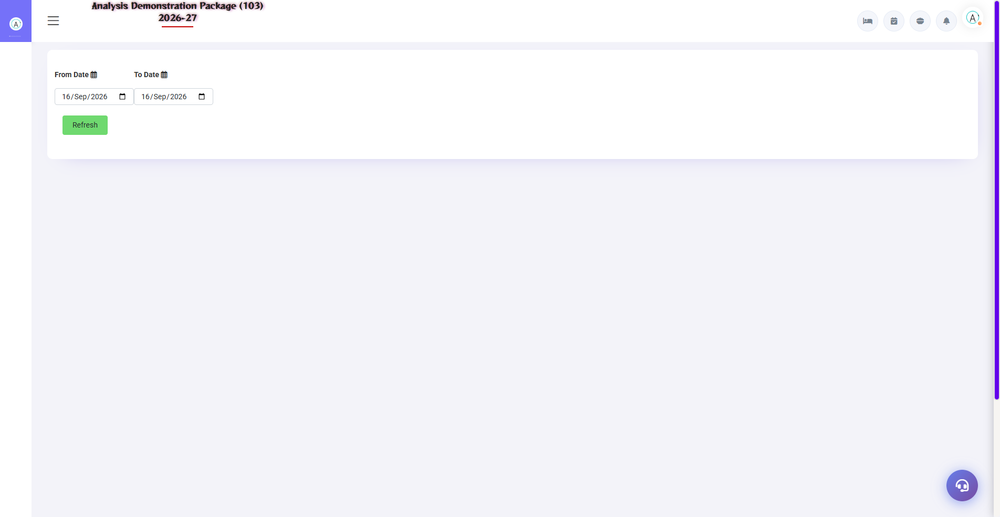 Analysis Demonstration Package (103)
2026-27
From Date
To Date
16/Sep/2026
16/Sep/2026
Refresh